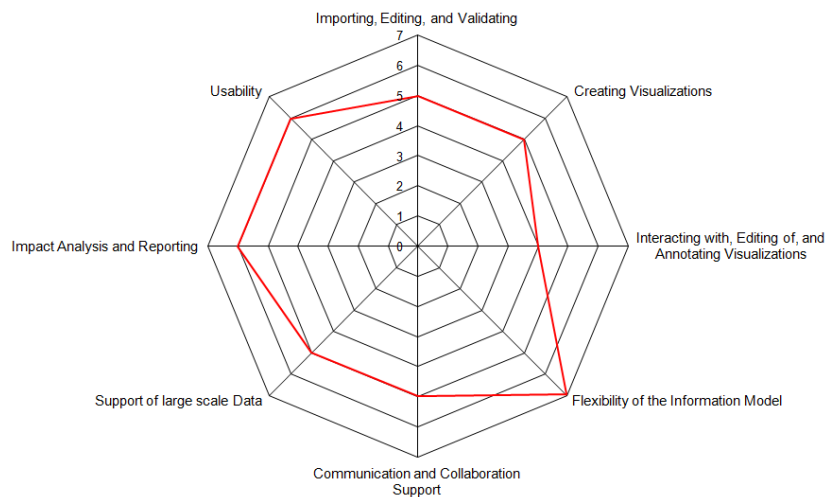 Importing, Editing, and Validating
7
6
Usability
Creating Visualizations
5
4
3
2
1
Impact Analysis and Reporting
0
Interacting with, Editing of, and
Annotating Visualizations
Support of large scale Data
Flexibility of the Information Model
Communication and Collaboration
Support